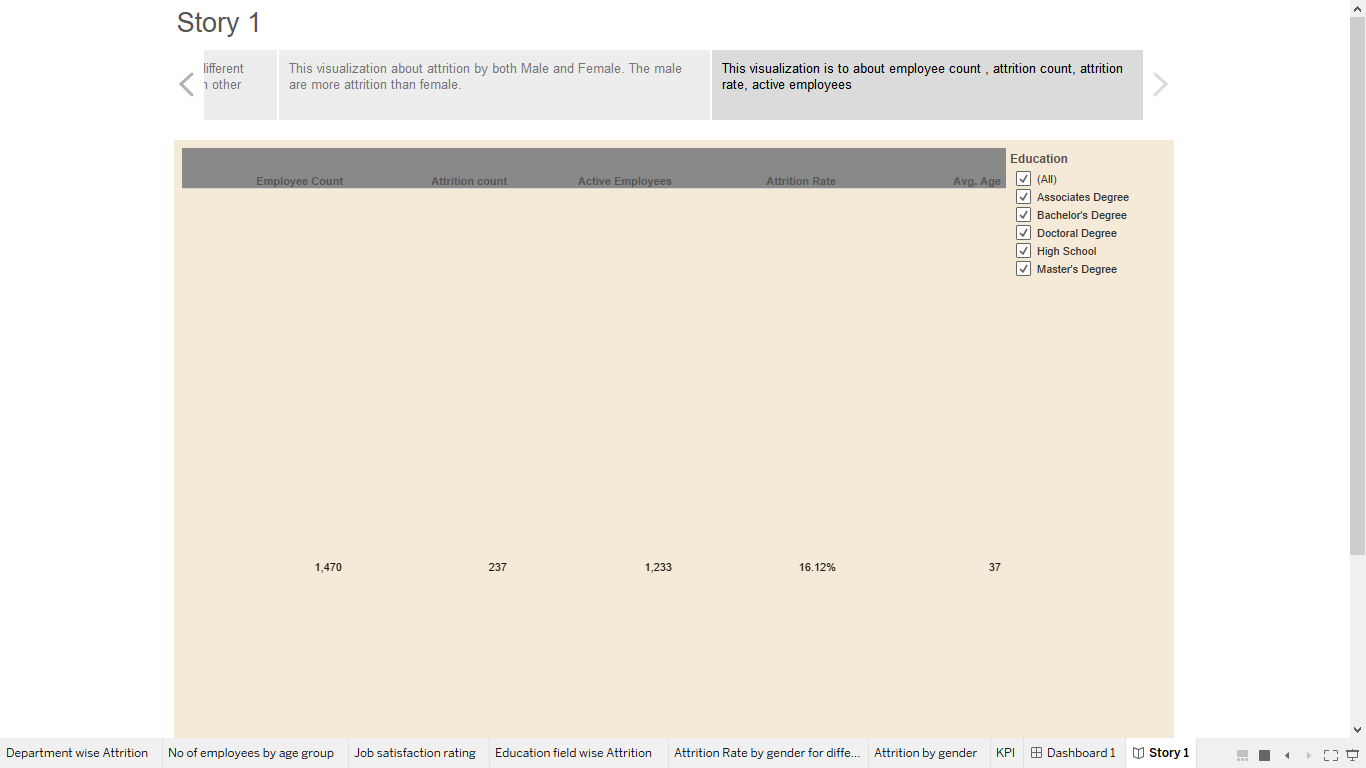 Story 1
different
other
This visualization about attrition by both Male and Female. The male
are more attrition than female.
This visualization is to about employee count , attrition count, attrition
rate, active employees
Employee Count Attrition count Active Employees Attrition Rate Avg. Age
Education
(All)
Associates Degree
Bachelor's Degree
Doctoral Degree
High School
Master's Degree
1,470 237 1,233 16.12% 37
Department wise Attrition No of employees by age group Job satisfaction rating Education field wise Attrition Attrition Rate by gender for diffe... Attrition by gender KPI Dashboard 1 Story 1